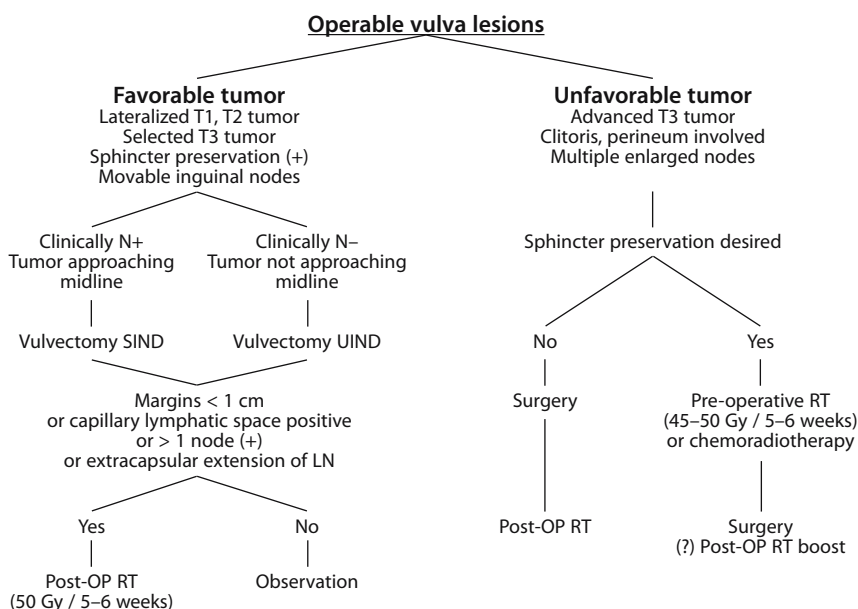 Operable vulva lesions
Favorable tumor
Lateralized T1, T2 tumor
Selected T3 tumor
Sphincter preservation (+)
Movable inguinal nodes
Unfavorable tumor
Advanced T3 tumor
Clitoris, perineum involved
Multiple enlarged nodes
Clinically N+
Tumor approaching
midline
Clinically N–
Tumor not approaching
midline
Sphincter preservation desired
Vulvectomy SIND
Vulvectomy UIND
No
Yes
Margins < 1 cm
or capillary lymphatic space positive
or > 1 node (+)
or extracapsular extension of LN
Surgery
Pre-operative RT
(45–50 Gy / 5–6 weeks)
or chemoradiotherapy
Yes
No
Post-OP RT
Surgery
(?) Post-OP RT boost
Post-OP RT
(50 Gy / 5–6 weeks)
Observation